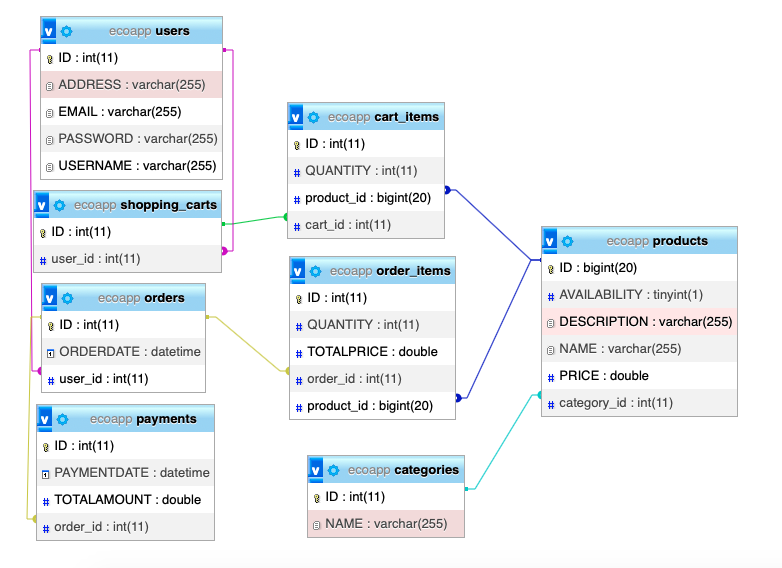 ecoapp users
ID : int(11)
ADDRESS : varchar(255)
EMAIL : varchar(255)
PASSWORD : varchar(255)
USERNAME : varchar(255)
ecoapp shopping_carts
ID : int(11)
user_id : int(11)
ecoapp orders
ID : int(11)
ORDERDATE : datetime
user_id : int(11)
ecoapp payments
ID : int(11)
PAYMENTDATE : datetime
TOTALAMOUNT : double
order_id : int(11)
ecoapp cart_items
ID : int(11)
QUANTITY : int(11)
product_id : bigint(20)
cart_id : int(11)
ecoapp order_items
ID : int(11)
QUANTITY : int(11)
TOTALPRICE : double
order_id : int(11)
product_id : bigint(20)
ecoapp categories
ID : int(11)
NAME : varchar(255)
ecoapp products
ID : bigint(20)
AVAILABILITY : tinyint(1)
DESCRIPTION : varchar(255)
NAME : varchar(255)
PRICE : double
category_id : int(11)